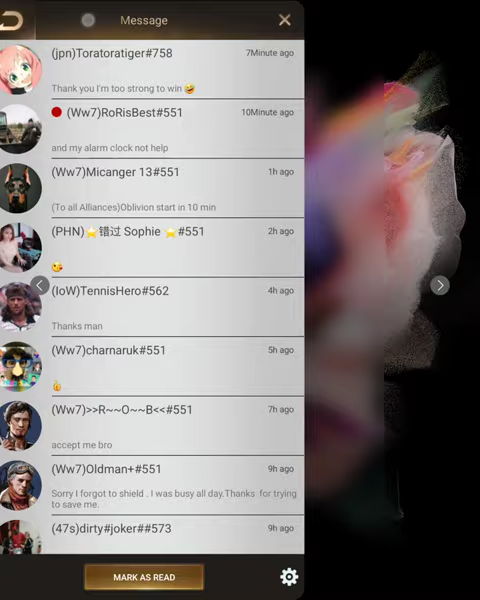 Message
(jpn)Toratoratiger#758
7Minute ago
Thank you I'm too strong to win 🤣
(Ww7)RoRisBest#551
10Minute ago
and my alarm clock not help
(Ww7)Micanger 13#551
1h ago
(To all Alliances)Oblivion start in 10 min
(PHN)⭐错过 Sophie ⭐#551
2h ago
😘
(IoW)TennisHero#562
4h ago
Thanks man
(Ww7)charnaruk#551
5h ago
👍
(Ww7)>>R~~O~~B<<#551
7h ago
accept me bro
(Ww7)Oldman+#551
9h ago
Sorry I forgot to shield . I was busy all day.Thanks  for trying
to save me.
(47s)dirty#joker##573
9h ago
MARK AS READ